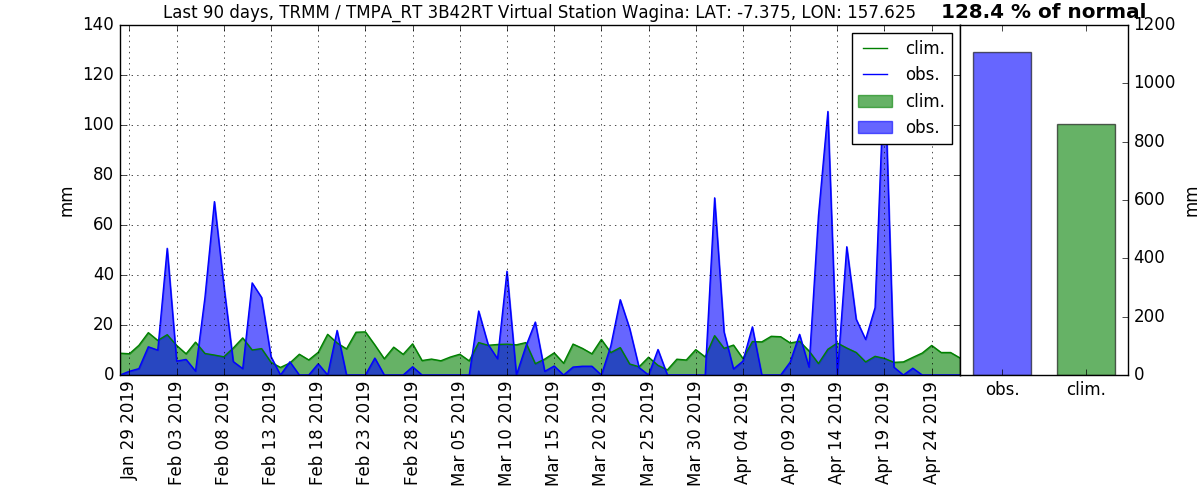 Last 90 days, TRMM / TMPA_RT 3B42RT Virtual Station Wagina: LAT: -7.375, LON: 157.625
128.4 % of normal
mm
140
120
100
80
60
40
20
0
clim.
obs.
clim.
obs.
Jan 29 2019
Feb 03 2019
Feb 08 2019
Feb 13 2019
Feb 18 2019
Feb 23 2019
Feb 28 2019
Mar 05 2019
Mar 10 2019
Mar 15 2019
Mar 20 2019
Mar 25 2019
Mar 30 2019
Apr 04 2019
Apr 09 2019
Apr 14 2019
Apr 19 2019
Apr 24 2019
1200
1000
800
600
400
200
0
mm
obs.
clim.